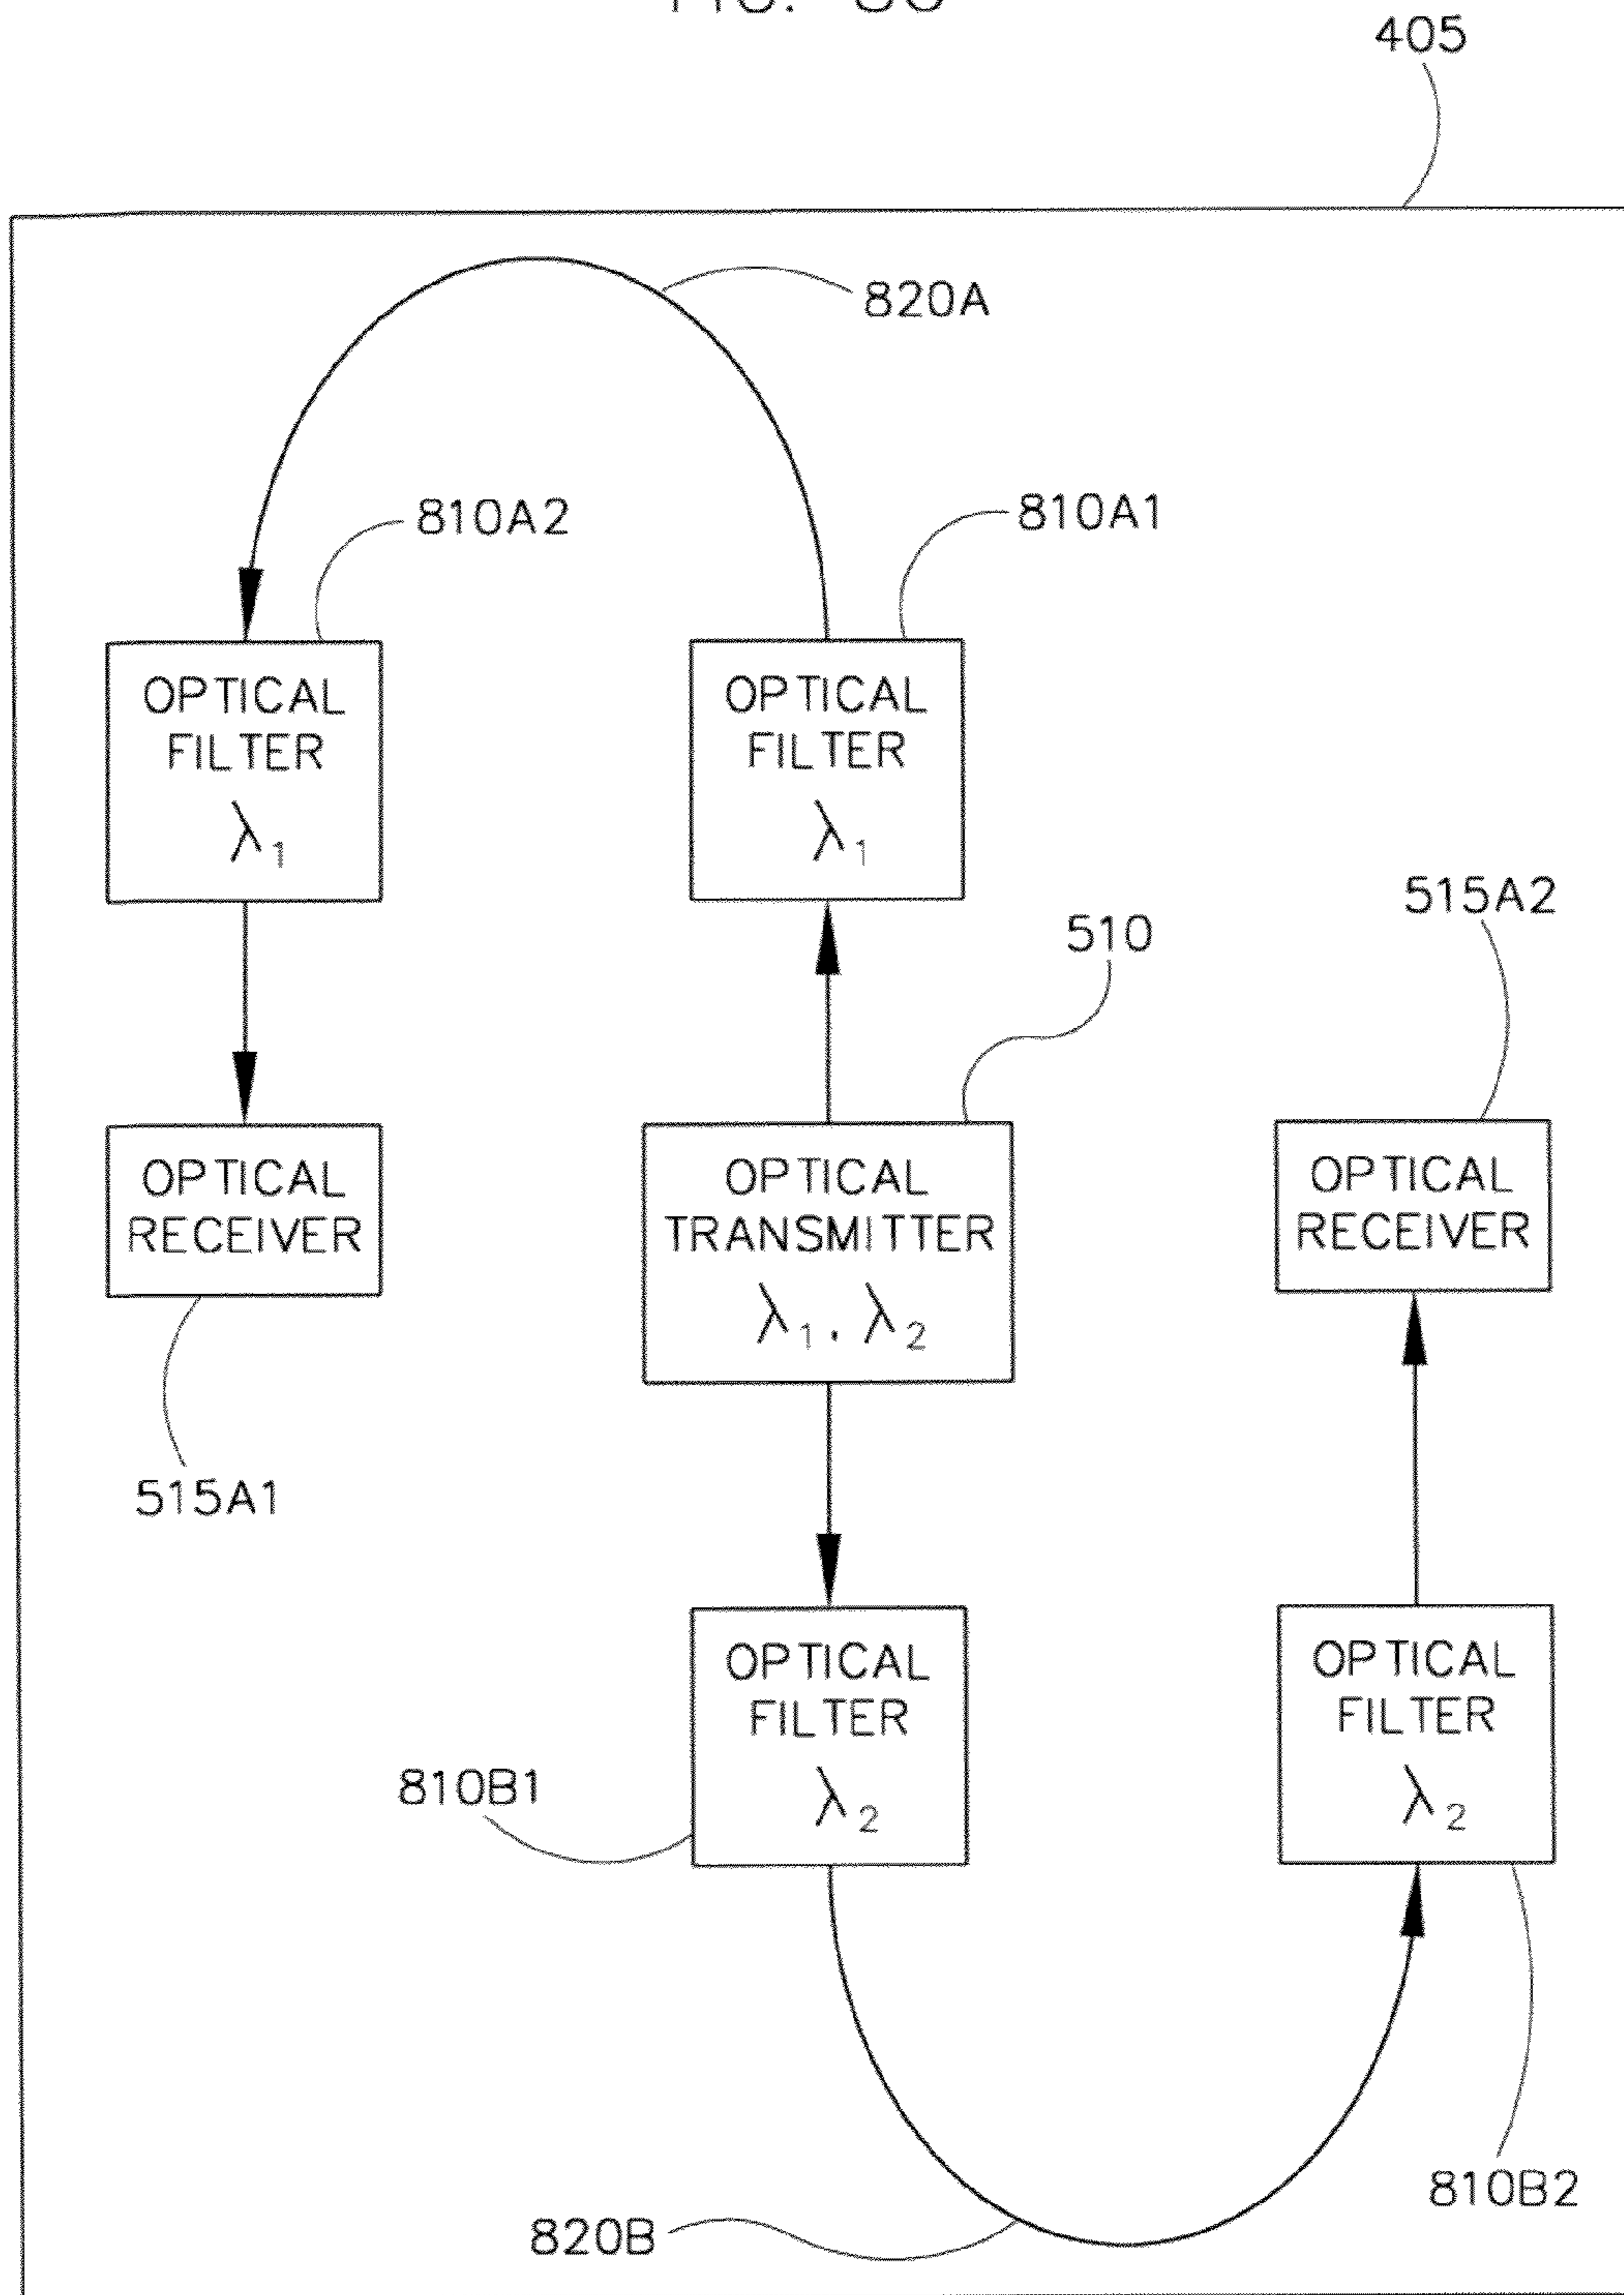 405
820A
810A2
810A1
OPTICAL
FILTER
λ₁
OPTICAL
FILTER
λ₁
510
515A2
OPTICAL
RECEIVER
OPTICAL
TRANSMITTER
λ₁, λ₂
OPTICAL
RECEIVER
515A1
OPTICAL
FILTER
λ₂
OPTICAL
FILTER
λ₂
810B1
810B2
820B